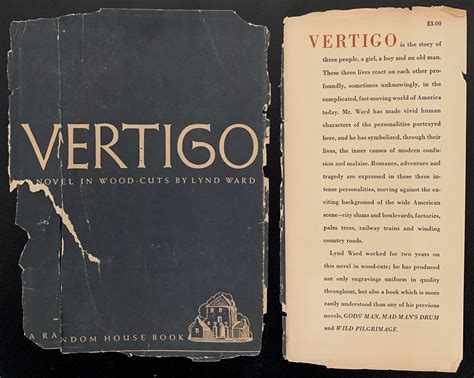 VERTIGO
NOVEL IN WOOD-CUTS BY LYND WARD
A RANDOM HOUSE BOOK
$3.00
VERTIGO is the story of
three people, a girl, a boy and an old man.
These three lives react on each other pro-
foundly, sometimes unknowingly, in the
complicated, fast-moving world of America
today. Mr. Ward has made vivid human
characters of the personalities portrayed
here, and he has symbolized, through their
lives, the inner causes of modern confu-
sion and malaise. Romance, adventure and
tragedy are expressed in these three in-
tense personalities, moving against the ex-
citing background of the wide American
scene—city slums and boulevards, factories,
palm trees, railway trains and winding
country roads.
Lynd Ward worked for two years on
this novel in wood-cuts; he has produced
not only engravings uniform in quality
throughout, but also a book which is more
easily understood than any of his previous
novels, GODS' MAN, MAD MAN'S DRUM
and WILD PILGRIMAGE.